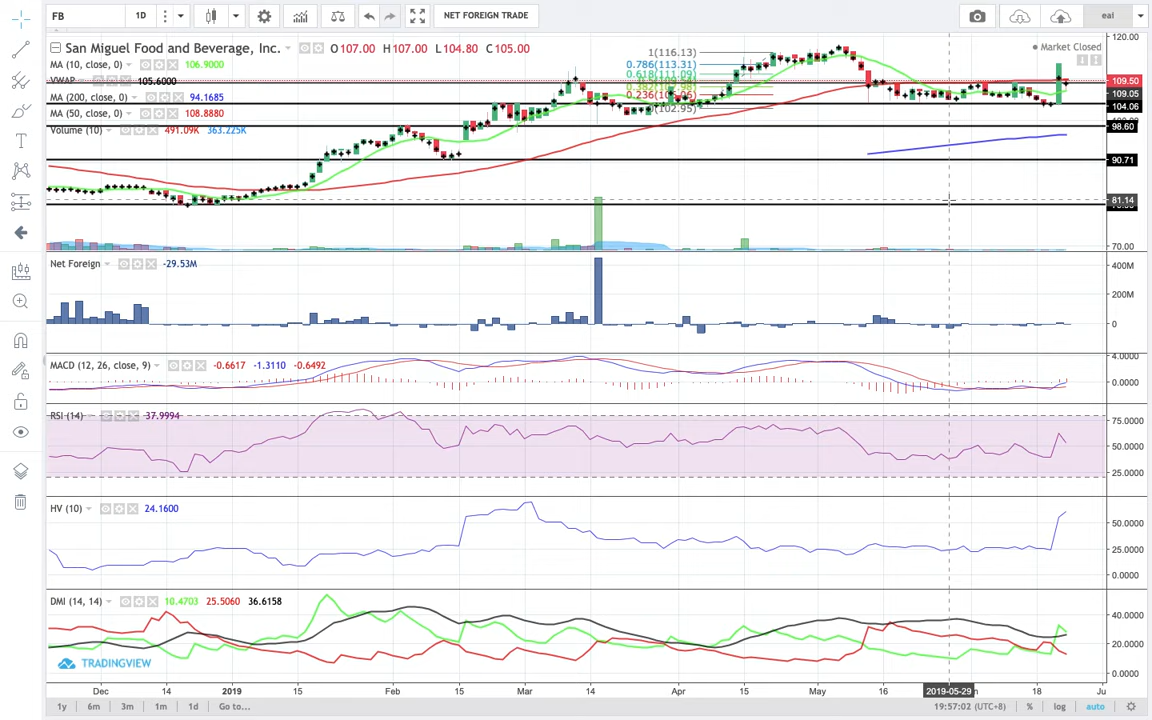 FB 1D NET FOREIGN TRADE eal
San Miguel Food and Beverage, Inc. O107.00 H107.00 L104.80 C105.00
Market Closed
MA (10, close, 0) 106.9000
VWAP 105.6000
MA (200, close, 0) 94.1685
MA (50, close, 0) 108.8880
Volume (10) 491.09K 363.225K
1(116.13)
0.786(113.31)
0.618(111.09)
0(102.95)
120.00
109.50
109.05
104.06
98.60
90.71
81.14
70.00
Net Foreign -29.53M
400M
200M
0
MACD (12, 26, close, 9) -0.6617 -1.3110 -0.6492
4.0000
0.0000
RSI (14) 37.9994
75.0000
50.0000
25.0000
HV (10) 24.1600
50.0000
25.0000
0.0000
DMI (14, 14) 10.4703 25.5060 36.6158
40.0000
20.0000
0.0000
TRADINGVIEW
Dec 14 2019 15 Feb 15 Mar 14 Apr 15 May 16 2019-05-29 18 Ju
1y 6m 3m 1m 1d Go to... 19:57:02 (UTC+8) % log auto